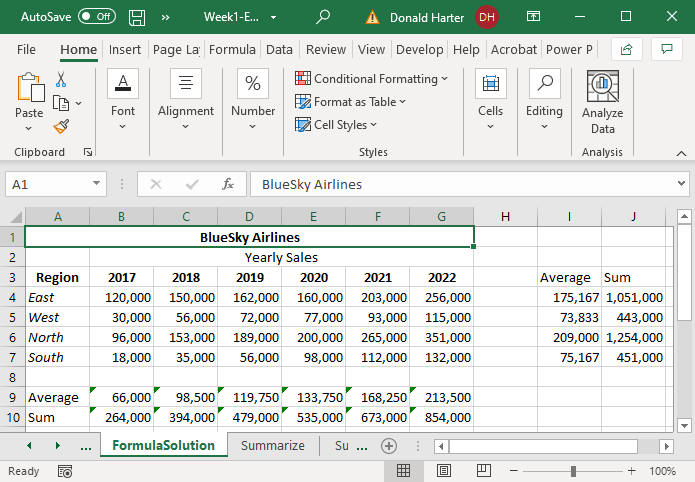 AutoSave Off Week1-E... Donald Harter DH
File Home Insert Page La Formula Data Review View Develop Help Acrobat Power P
Paste Font Alignment Number Conditional Formatting Format as Table Cell Styles Cells Editing Analyze Data
Clipboard Styles Analysis
A1 fx BlueSky Airlines
A B C D E F G H I J
1 BlueSky Airlines
2 Yearly Sales
3 Region 2017 2018 2019 2020 2021 2022 Average Sum
4 East 120,000 150,000 162,000 160,000 203,000 256,000 175,167 1,051,000
5 West 30,000 56,000 72,000 77,000 93,000 115,000 73,833 443,000
6 North 96,000 153,000 189,000 200,000 265,000 351,000 209,000 1,254,000
7 South 18,000 35,000 56,000 98,000 112,000 132,000 75,167 451,000
8
9 Average 66,000 98,500 119,750 133,750 168,250 213,500
10 Sum 264,000 394,000 479,000 535,000 673,000 854,000
... FormulaSolution Summarize Su ...
Ready 100%